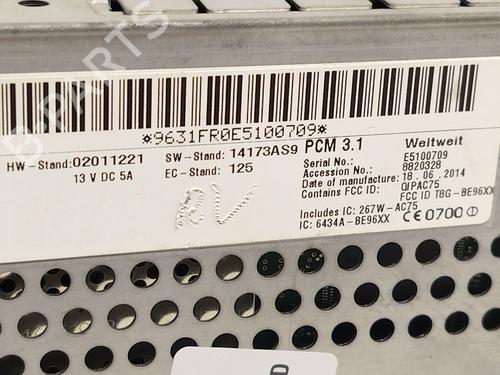 B PARTS
*9631FR0E5100709*
HW-Stand: 02011221
13 V DC 5A
SW-Stand: 14173AS9
EC-Stand: 125
PCM 3.1 Weltweit
Serial No.: E5100709
Accession No.: 8820328
Date of manufacture: 18 . 06 . 2014
Contains FCC ID: QIPAC75
FCC ID T8G-BE96XX
Includes IC: 267W-AC75
IC: 6434A-BE96XX
CE 0700 !
D